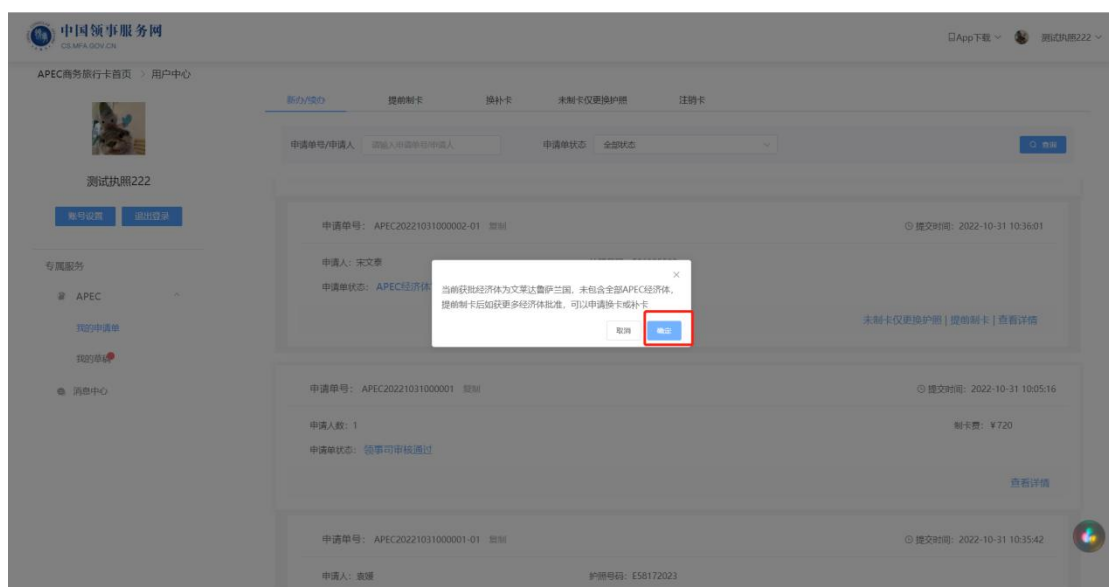 中国领事服务网
CS.MFA.GOV.CN
App下载
测试执照222
APEC商务旅行卡首页 > 用户中心
新办/续办 提前制卡 换补卡 未制卡仅更换护照 注销卡
申请单号/申请人 请输入申请单号/申请人 申请单状态 全部状态 查询
测试执照222
账号设置 退出登录
申请单号: APEC20221031000002-01 复制 提交时间: 2022-10-31 10:36:01
专属服务
申请人: 宋文泰
APEC
申请单状态: APEC经济体
当前获批经济体为文莱达鲁萨兰国,未包含全部APEC经济体,
提前制卡后如获更多经济体批准,可以申请换卡或补卡
取消 确定
未制卡仅更换护照 | 提前制卡 | 查看详情
我的申请单
我的草稿
消息中心
申请单号: APEC20221031000001 复制 提交时间: 2022-10-31 10:05:16
申请人数: 1 制卡费: ¥720
申请单状态: 领事司审核通过
查看详情
申请单号: APEC20221031000001-01 复制 提交时间: 2022-10-31 10:35:42
申请人: 袁媛 护照号码: E58172023